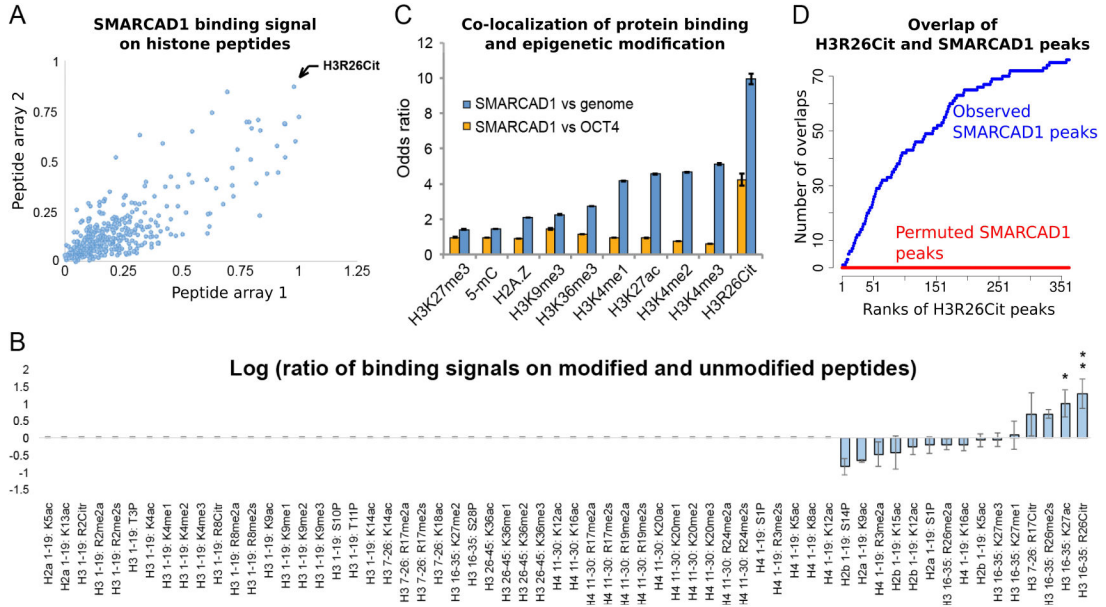 A
SMARCAD1 binding signal
on histone peptides
H3R26Cit
Peptide array 2
1
0.75
0.5
0.25
0
0
0.25
0.5
0.75
1
1.25
Peptide array 1
C
Co-localization of protein binding
and epigenetic modification
Odds ratio
12
10
8
6
4
2
0
SMARCAD1 vs genome
SMARCAD1 vs OCT4
H3K27me3
5-mC
H2A.Z
H3K9me3
H3K36me3
H3K4me1
H3K27ac
H3K4me2
H3K4me3
H3R26Cit
D
Overlap of
H3R26Cit and SMARCAD1 peaks
Number of overlaps
70
50
30
10
0
Observed
SMARCAD1 peaks
Permuted SMARCAD1
peaks
1
51
151
251
351
Ranks of H3R26Cit peaks
B
Log (ratio of binding signals on modified and unmodified peptides)
2
1.5
1
0.5
0
-0.5
-1
-1.5
*
*
*
H2a 1-19: K5ac
H2a 1-19: K13ac
H3 1-19: R2Citr
H3 1-19: R2me2a
H3 1-19: R2me2s
H3 1-19: T3P
H3 1-19: K4ac
H3 1-19: K4me1
H3 1-19: K4me2
H3 1-19: K4me3
H3 1-19: R8Citr
H3 1-19: R8me2a
H3 1-19: R8me2s
H3 1-19: K9ac
H3 1-19: K9me1
H3 1-19: K9me2
H3 1-19: K9me3
H3 1-19: S10P
H3 1-19: T11P
H3 1-19: K14ac
H3 7-26: K14ac
H3 7-26: R17me2a
H3 7-26: R17me2s
H3 7-26: K18ac
H3 16-35: K27me2
H3 16-35: S28P
H3 26-45: K36ac
H3 26-45: K36me1
H3 26-45: K36me2
H3 26-45: K36me3
H4 11-30: K12ac
H4 11-30: K16ac
H4 11-30: R17me2a
H4 11-30: R17me2s
H4 11-30: R19me2a
H4 11-30: R19me2s
H4 11-30: K20ac
H4 11-30: K20me1
H4 11-30: K20me2
H4 11-30: K20me3
H4 11-30: R24me2a
H4 11-30: R24me2s
H4 1-19: S1P
H4 1-19: R3me2s
H4 1-19: K5ac
H4 1-19: K8ac
H4 1-19: K12ac
H2b 1-19: S14P
H2a 1-19: K9ac
H4 1-19: R3me2a
H2b 1-19: K15ac
H2b 1-19: K12ac
H2a 1-19: S1P
H3 16-35: R26me2a
H4 1-19: K16ac
H2b 1-19: K5ac
H3 16-35: K27me3
H3 16-35: K27me1
H3 7-26: R17Citr
H3 16-35: R26me2s
H3 16-35: K27ac
H3 16-35: R26Citr